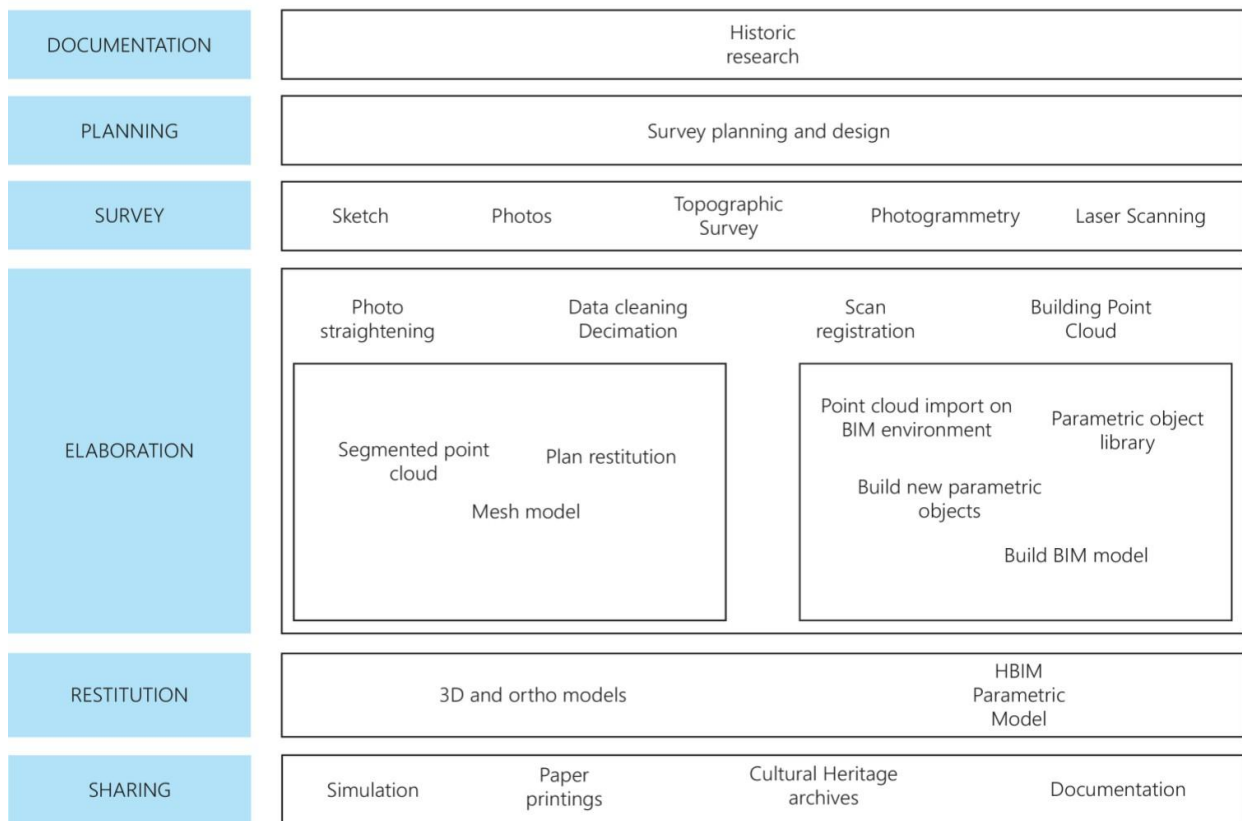 DOCUMENTATION
Historic
research
PLANNING
Survey planning and design
SURVEY
Sketch
Photos
Topographic
Survey
Photogrammetry
Laser Scanning
ELABORATION
Photo
straightening
Data cleaning
Decimation
Scan
registration
Building Point
Cloud
Segmented point
cloud
Plan restitution
Mesh model
Point cloud import on
BIM environment
Parametric object
library
Build new parametric
objects
Build BIM model
RESTITUTION
3D and ortho models
HBIM
Parametric
Model
SHARING
Simulation
Paper
printings
Cultural Heritage
archives
Documentation